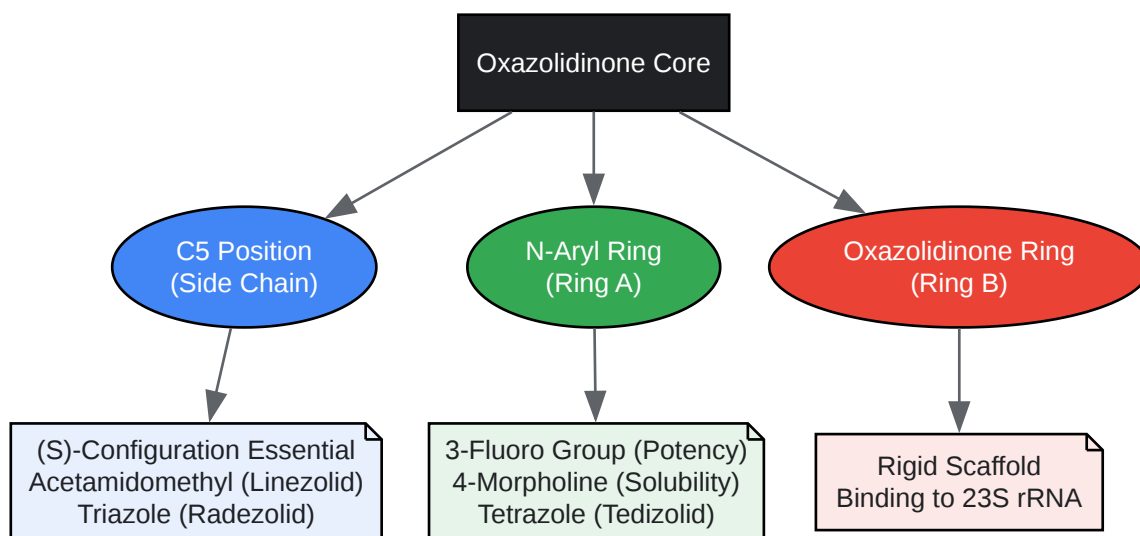 Oxazolidinone Core
C5 Position
(Side Chain)
N-Aryl Ring
(Ring A)
Oxazolidinone Ring
(Ring B)
(S)-Configuration Essential
Acetamidomethyl (Linezolid)
Triazole (Radezolid)
3-Fluoro Group (Potency)
4-Morpholine (Solubility)
Tetrazole (Tedizolid)
Rigid Scaffold
Binding to 23S rRNA